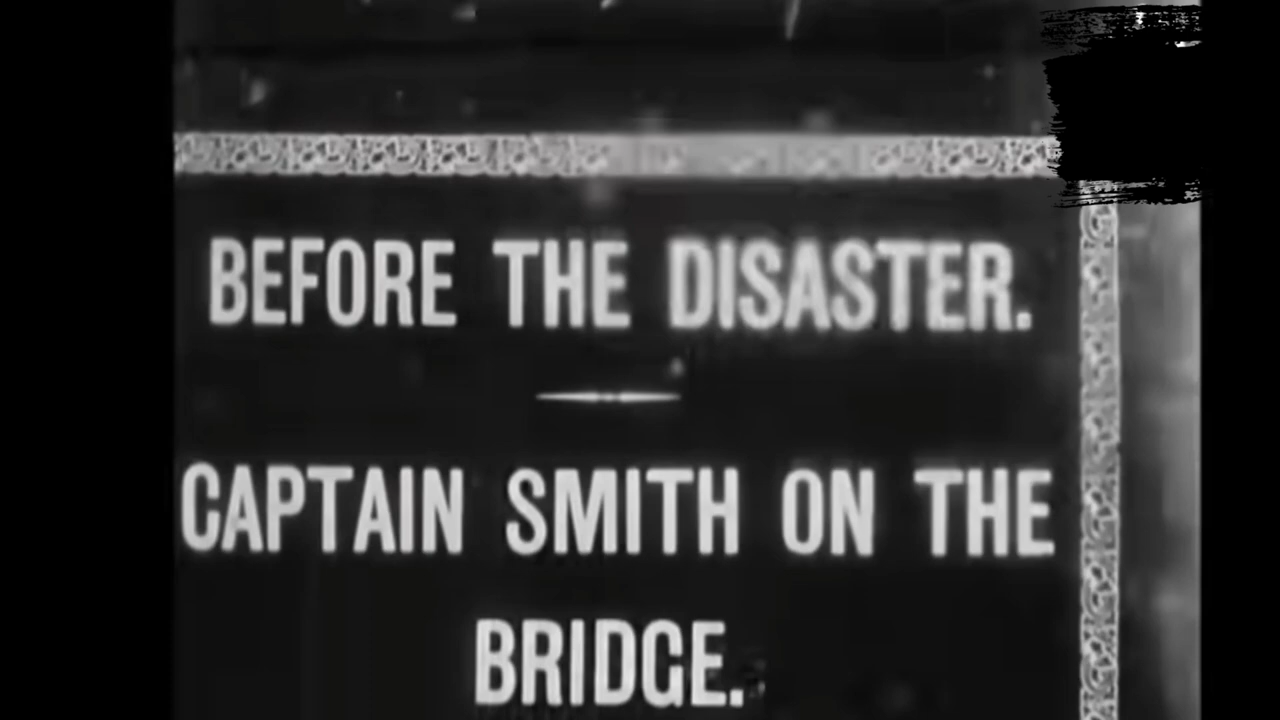 BEFORE THE DISASTER.
CAPTAIN SMITH ON THE
BRIDGE.